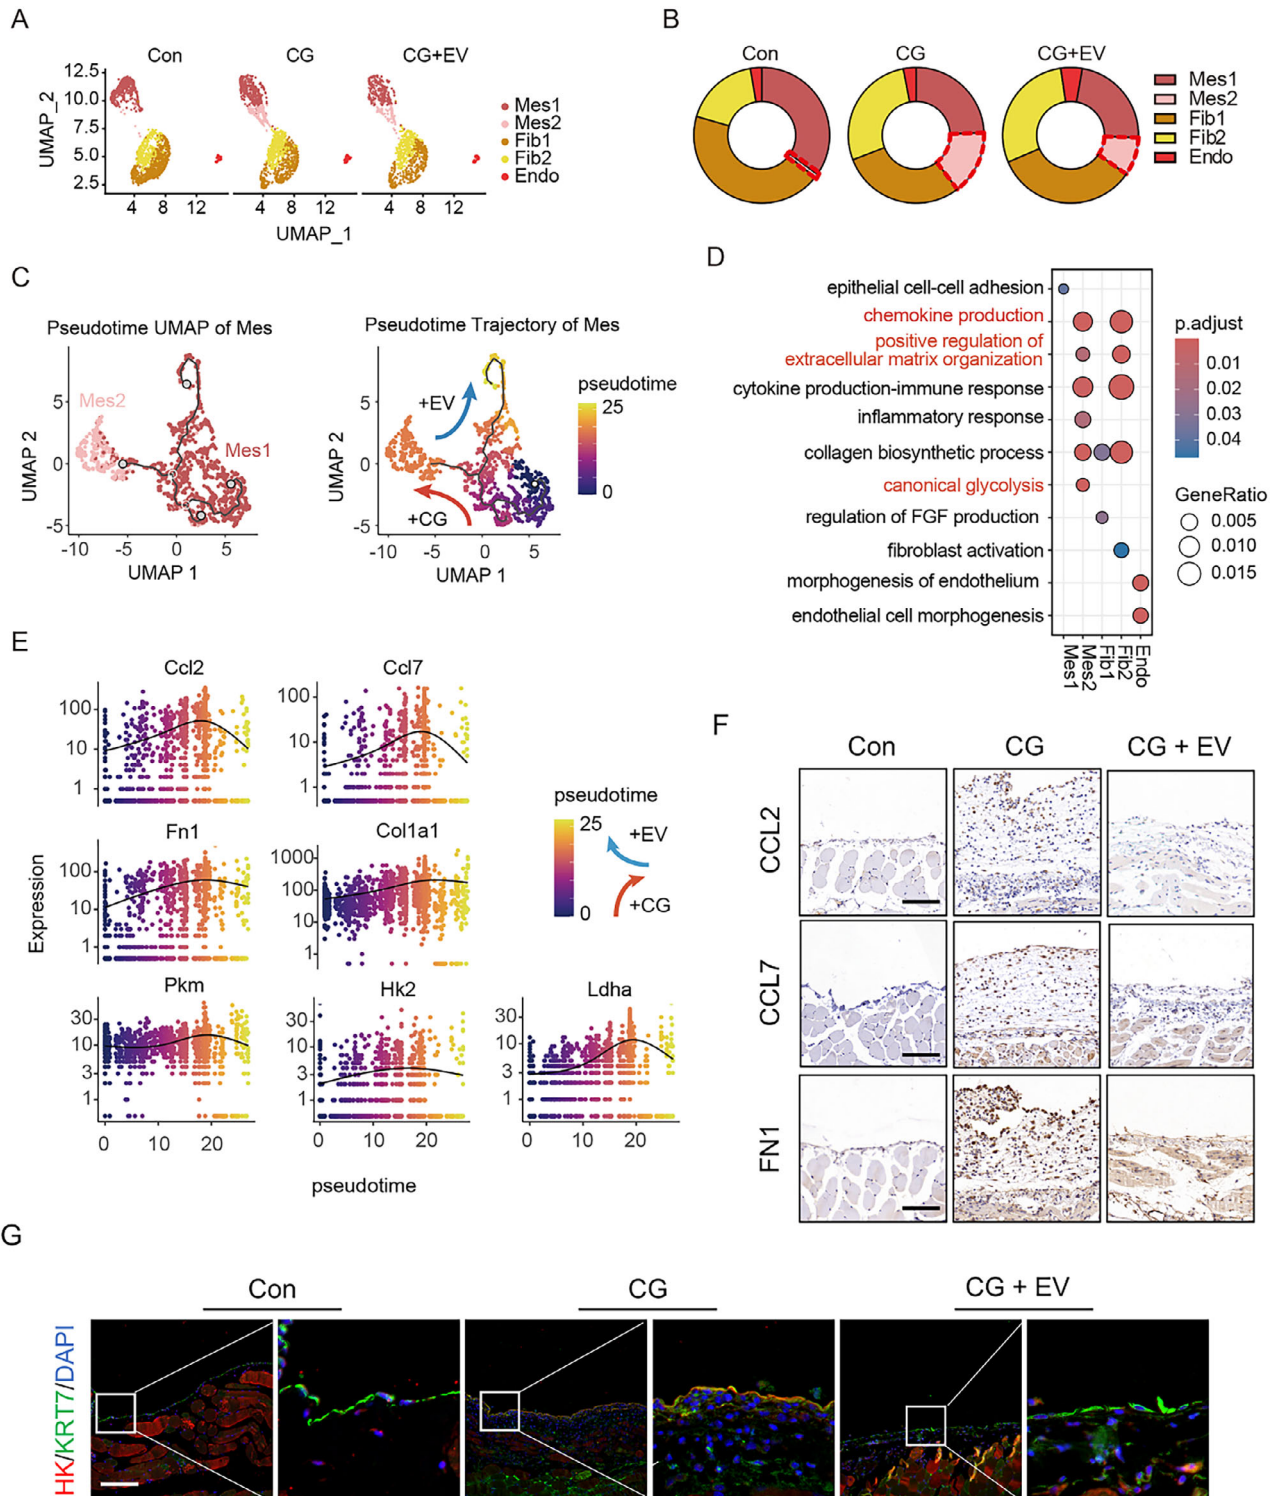 A
Con
CG
CG+EV
UMAP_2
12.5
10.0
7.5
5.0
2.5
4 8 12
4 8 12
4 8 12
UMAP_1
Mes1
Mes2
Fib1
Fib2
Endo
B
Con
CG
CG+EV
Mes1
Mes2
Fib1
Fib2
Endo
C
Pseudotime UMAP of Mes
Mes2
Mes1
UMAP 2
5
0
-5
-10 -5 0 5
UMAP 1
Pseudotime Trajectory of Mes
+EV
+CG
UMAP 2
5
0
-5
-10 -5 0 5
UMAP 1
pseudotime
25
0
D
epithelial cell-cell adhesion
chemokine production
positive regulation of
extracellular matrix organization
cytokine production-immune response
inflammatory response
collagen biosynthetic process
canonical glycolysis
regulation of FGF production
fibroblast activation
morphogenesis of endothelium
endothelial cell morphogenesis
Mes1
Mes2
Fib1
Fib2
Endo
p.adjust
0.01
0.02
0.03
0.04
GeneRatio
0.005
0.010
0.015
E
Expression
Ccl2
100
10
1
Ccl7
100
10
1
Fn1
100
10
1
Col1a1
1000
100
10
1
pseudotime
25
0
+EV
+CG
Pkm
30
10
3
1
0 10 20
Hk2
30
10
3
1
0 10 20
Ldha
30
10
3
1
0 10 20
pseudotime
F
Con
CG
CG + EV
CCL2
CCL7
FN1
G
Con
CG
CG + EV
HK/KRT7/DAPI